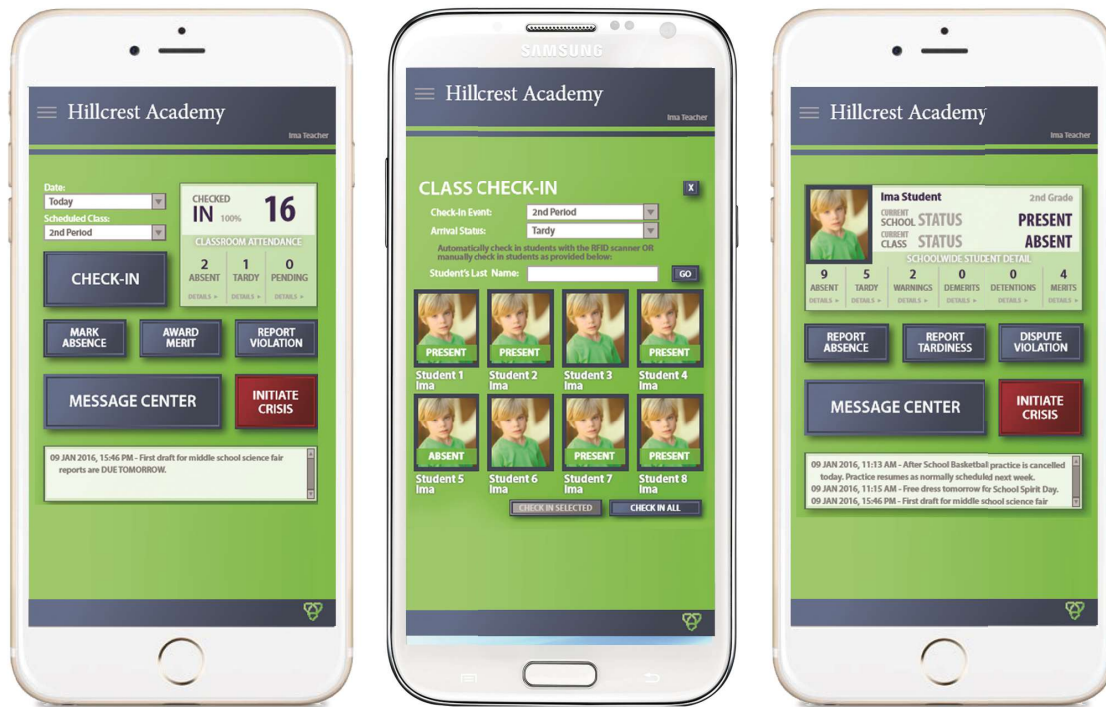 Hillcrest Academy
Ima Teacher
Date:
Today
Scheduled Class:
2nd Period
CHECKED
IN 100% 16
CLASSROOM ATTENDANCE
2 1 0
ABSENT TARDY PENDING
DETAILS ► DETAILS ► DETAILS ►
CHECK-IN
MARK
ABSENCE
AWARD
MERIT
REPORT
VIOLATION
MESSAGE CENTER
INITIATE
CRISIS
09 JAN 2016, 15:46 PM - First draft for middle school science fair
reports are DUE TOMORROW.
SAMSUNG
Hillcrest Academy
Ima Teacher
CLASS CHECK-IN X
Check-In Event: 2nd Period
Arrival Status: Tardy
Automatically check in students with the RFID scanner OR
manually check in students as provided below:
Student's Last Name: GO
PRESENT PRESENT PRESENT
Student 1 Student 2 Student 3 Student 4
Ima Ima Ima Ima
ABSENT PRESENT PRESENT
Student 5 Student 6 Student 7 Student 8
Ima Ima Ima Ima
CHECK IN SELECTED CHECK IN ALL
Hillcrest Academy
Ima Teacher
Ima Student 2nd Grade
CURRENT
SCHOOL STATUS PRESENT
CURRENT
CLASS STATUS ABSENT
SCHOOLWIDE STUDENT DETAIL
9 5 2 0 0 4
ABSENT TARDY WARNINGS DEMERITS DETENTIONS MERITS
DETAILS ► DETAILS ► DETAILS ► DETAILS ► DETAILS ► DETAILS ►
REPORT
ABSENCE
REPORT
TARDINESS
DISPUTE
VIOLATION
MESSAGE CENTER
INITIATE
CRISIS
09 JAN 2016, 11:13 AM - After School Basketball practice is cancelled
today. Practice resumes as normally scheduled next week.
09 JAN 2016, 11:15 AM - Free dress tomorrow for School Spirit Day.
09 JAN 2016, 15:46 PM - First draft for middle school science fair